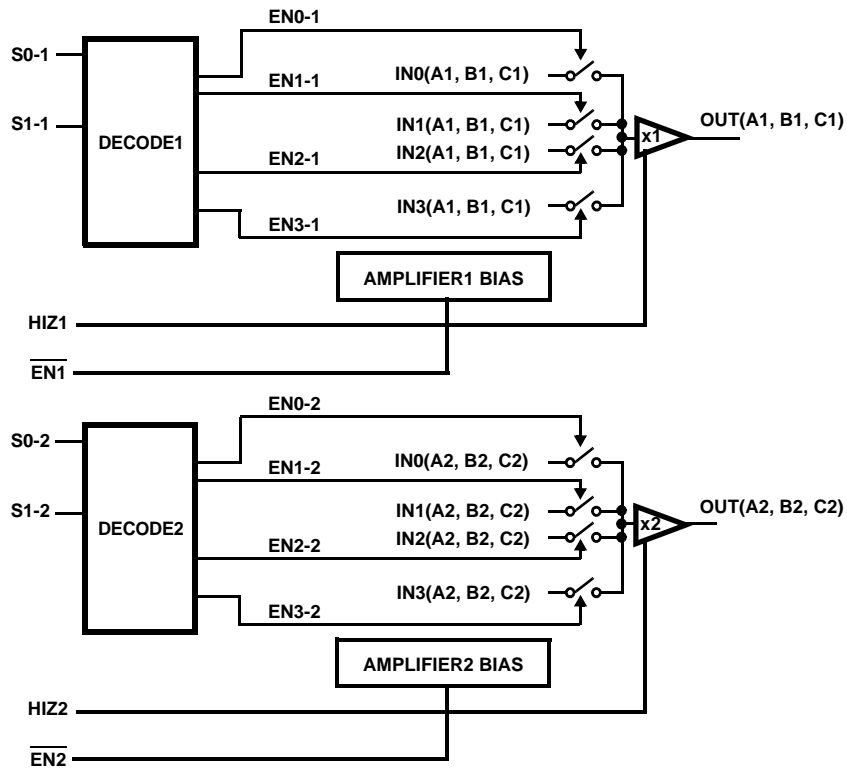 EN0-1
S0-1
IN0(A1, B1, C1)
EN1-1
S1-1
IN1(A1, B1, C1)
OUT(A1, B1, C1)
DECODE1
x1
IN2(A1, B1, C1)
EN2-1
IN3(A1, B1, C1)
EN3-1
AMPLIFIER1 BIAS
HIZ1
EN1
EN0-2
S0-2
IN0(A2, B2, C2)
EN1-2
S1-2
IN1(A2, B2, C2)
OUT(A2, B2, C2)
DECODE2
x2
IN2(A2, B2, C2)
EN2-2
IN3(A2, B2, C2)
EN3-2
AMPLIFIER2 BIAS
HIZ2
EN2